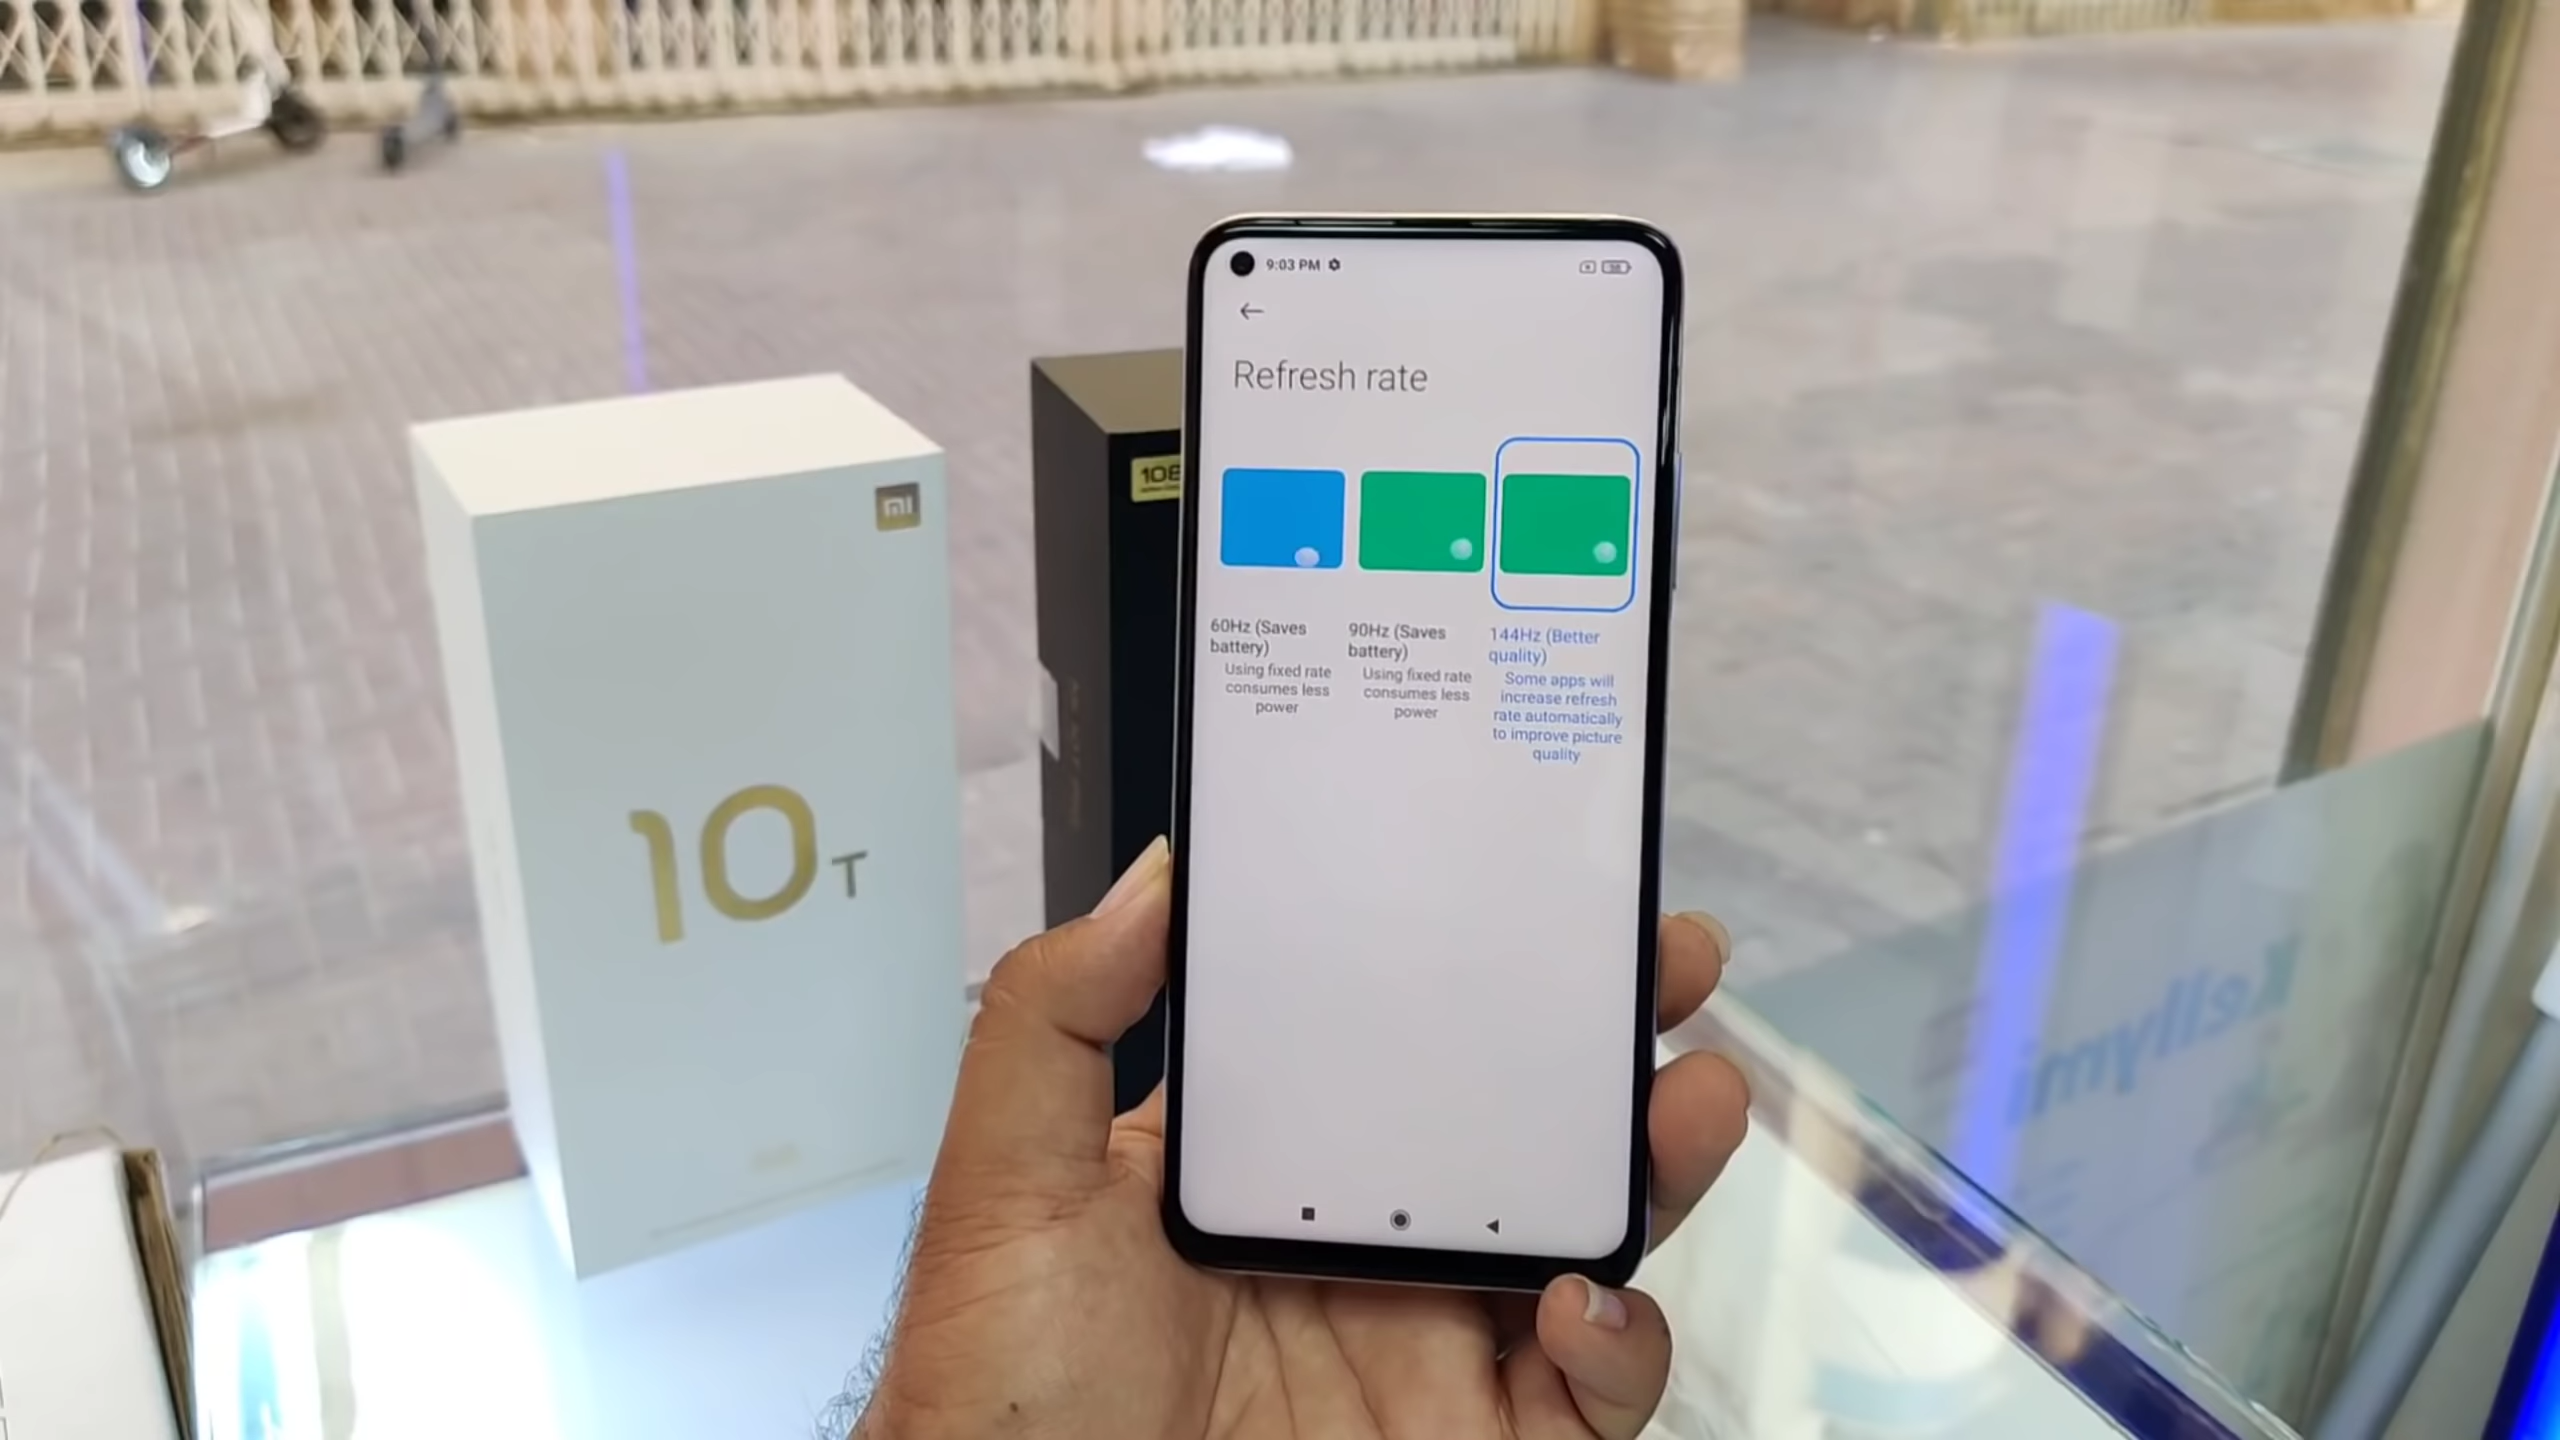 9:03 PM
Refresh rate
60Hz (Saves
battery)
Using fixed rate
consumes less
power
90Hz (Saves
battery)
Using fixed rate
consumes less
power
144Hz (Better
quality)
Some apps will
increase refresh
rate automatically
to improve picture
quality
mi
10T
108
Kellymi